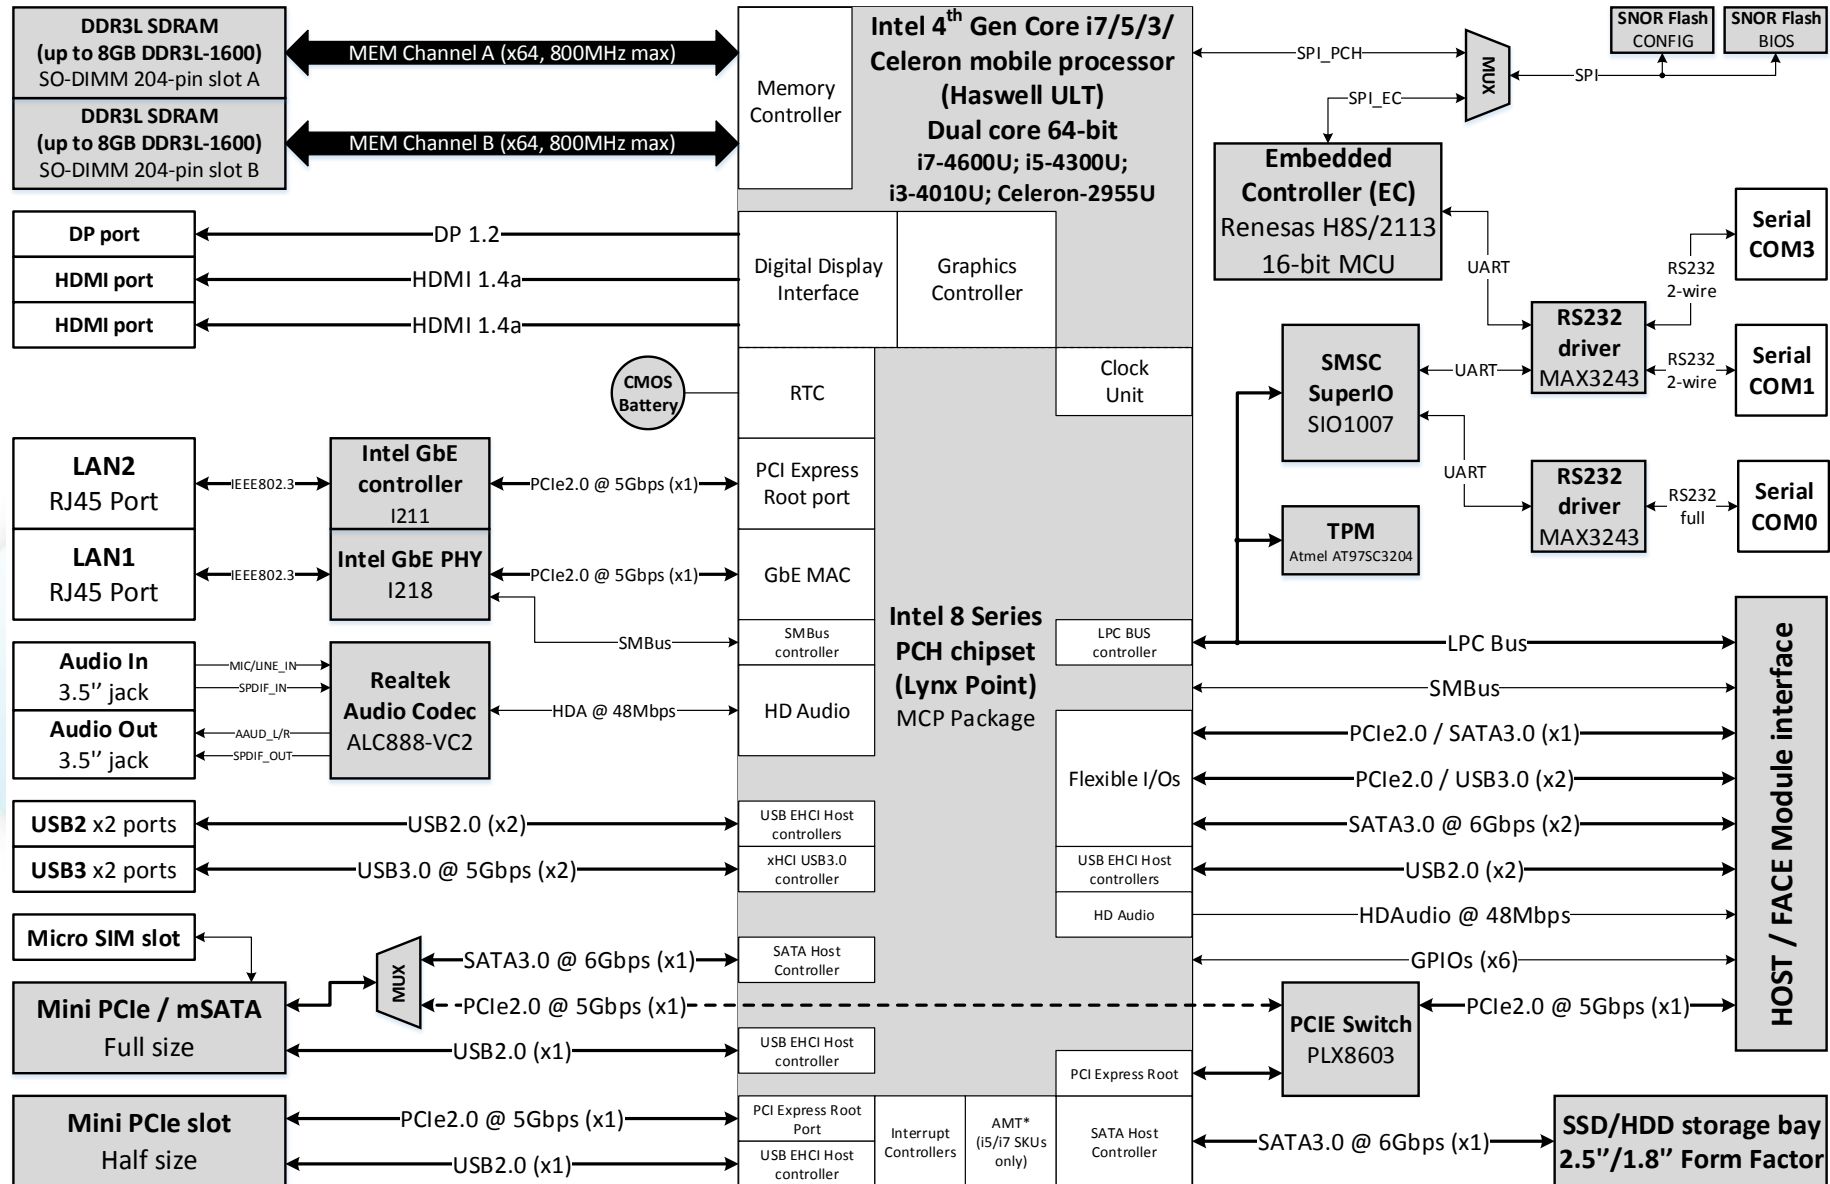 DDR3L SDRAM
(up to 8GB DDR3L-1600)
SO-DIMM 204-pin slot A
MEM Channel A (x64, 800MHz max)
DDR3L SDRAM
(up to 8GB DDR3L-1600)
SO-DIMM 204-pin slot B
MEM Channel B (x64, 800MHz max)
Memory
Controller
Intel 4th Gen Core i7/5/3/
Celeron mobile processor
(Haswell ULT)
Dual core 64-bit
i7-4600U; i5-4300U;
i3-4010U; Celeron-2955U
SPI_PCH
SPI_EC
MUX
SPI
SNOR Flash
CONFIG
SNOR Flash
BIOS
Embedded
Controller (EC)
Renesas H8S/2113
16-bit MCU
UART
RS232
2-wire
Serial
COM3
DP port
DP 1.2
HDMI port
HDMI 1.4a
HDMI port
HDMI 1.4a
Digital Display
Interface
Graphics
Controller
RS232
driver
MAX3243
SMSC
SuperIO
SIO1007
UART
RS232
2-wire
Serial
COM1
CMOS
Battery
RTC
Clock
Unit
UART
RS232
driver
MAX3243
RS232
full
Serial
COM0
LAN2
RJ45 Port
IEEE802.3
Intel GbE
controller
I211
PCIe2.0 @ 5Gbps (x1)
PCI Express
Root port
TPM
Atmel AT97SC3204
LAN1
RJ45 Port
IEEE802.3
Intel GbE PHY
I218
PCIe2.0 @ 5Gbps (x1)
GbE MAC
SMBus
SMBus
controller
Intel 8 Series
PCH chipset
(Lynx Point)
MCP Package
LPC BUS
controller
LPC Bus
SMBus
HOST / FACE Module interface
Audio In
3.5'' jack
MIC/LINE_IN
SPDIF_IN
Audio Out
3.5'' jack
AAUD_L/R
SPDIF_OUT
Realtek
Audio Codec
ALC888-VC2
HDA @ 48Mbps
HD Audio
Flexible I/Os
PCIe2.0 / SATA3.0 (x1)
PCIe2.0 / USB3.0 (x2)
SATA3.0 @ 6Gbps (x2)
USB2 x2 ports
USB2.0 (x2)
USB EHCI Host
controllers
USB3 x2 ports
USB3.0 @ 5Gbps (x2)
xHCI USB3.0
controller
USB EHCI Host
controllers
USB2.0 (x2)
HD Audio
HDAudio @ 48Mbps
GPIOs (x6)
Micro SIM slot
MUX
SATA3.0 @ 6Gbps (x1)
SATA Host
Controller
Mini PCIe / mSATA
Full size
PCIe2.0 @ 5Gbps (x1)
USB2.0 (x1)
USB EHCI Host
controller
PCIE Switch
PLX8603
PCIe2.0 @ 5Gbps (x1)
PCI Express Root
Mini PCIe slot
Half size
PCIe2.0 @ 5Gbps (x1)
PCI Express Root
Port
USB2.0 (x1)
USB EHCI Host
controller
Interrupt
Controllers
AMT*
(i5/i7 SKUs
only)
SATA Host
Controller
SATA3.0 @ 6Gbps (x1)
SSD/HDD storage bay
2.5''/1.8'' Form Factor